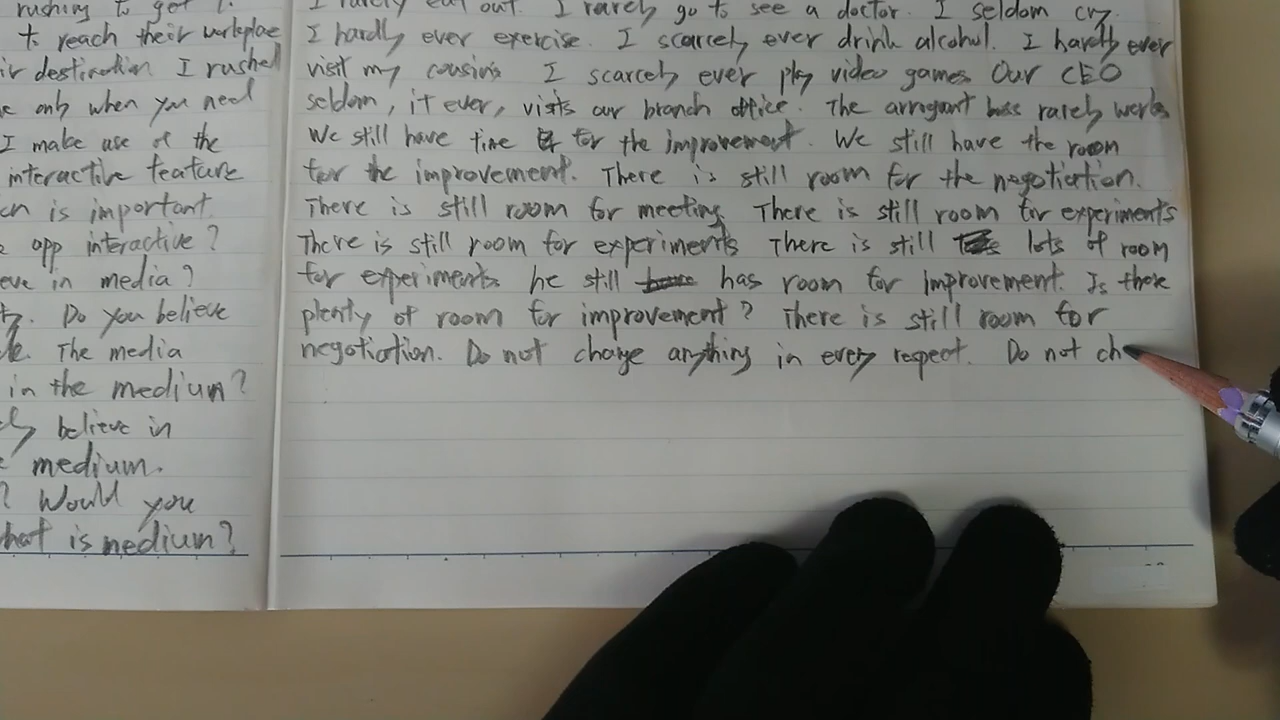 rushing to get
to reach their workplace
ir destination I rushed
e only when you need
I make use of the
interactive feature
cn is important.
app interactive?
eve in media?
Do you believe
The media
in the medium?
ly believe in
medium.
? Would you
hat is medium?
I rarely eat out. I rarely go to see a doctor. I seldom cry.
I hardly ever exercise. I scarcely ever drink alcohol. I hardly ever
visit my cousins I scarcely ever play video games Our CEO
seldom, if ever, visits our branch office. The arrogant boss rarely works
We still have time for the improvement. We still have the room
for the improvement. There is still room for the negotiation.
There is still room for meeting There is still room for experiments
There is still room for experiments There is still lots of room
for experiments he still has room for improvement. Is there
plenty of room for improvement? There is still room for
negotiation. Do not change anything in every respect. Do not ch